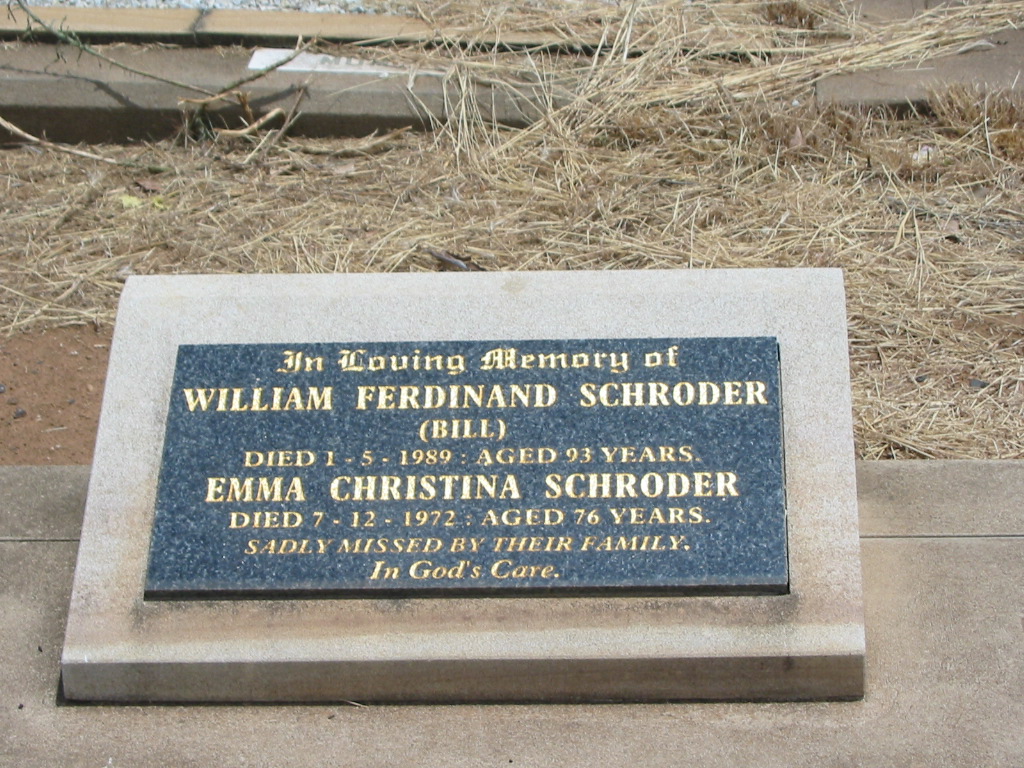 In Loving Memory of
WILLIAM FERDINAND SCHRODER
(BILL)
DIED 1 - 5 - 1989 : AGED 93 YEARS.
EMMA CHRISTINA SCHRODER
DIED 7 - 12 - 1972 : AGED 76 YEARS.
SADLY MISSED BY THEIR FAMILY.
In God's Care.